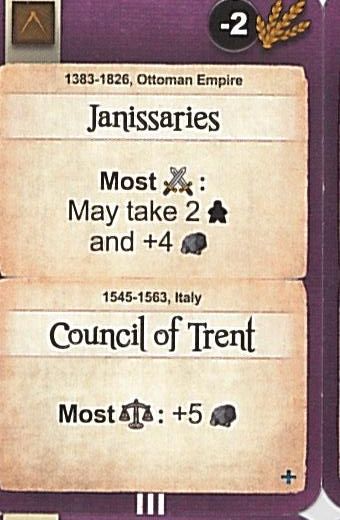 -2
1383-1826, Ottoman Empire
Janissaries
Most :
May take 2
and +4
1545-1563, Italy
Council of Trent
Most : +5
+
III